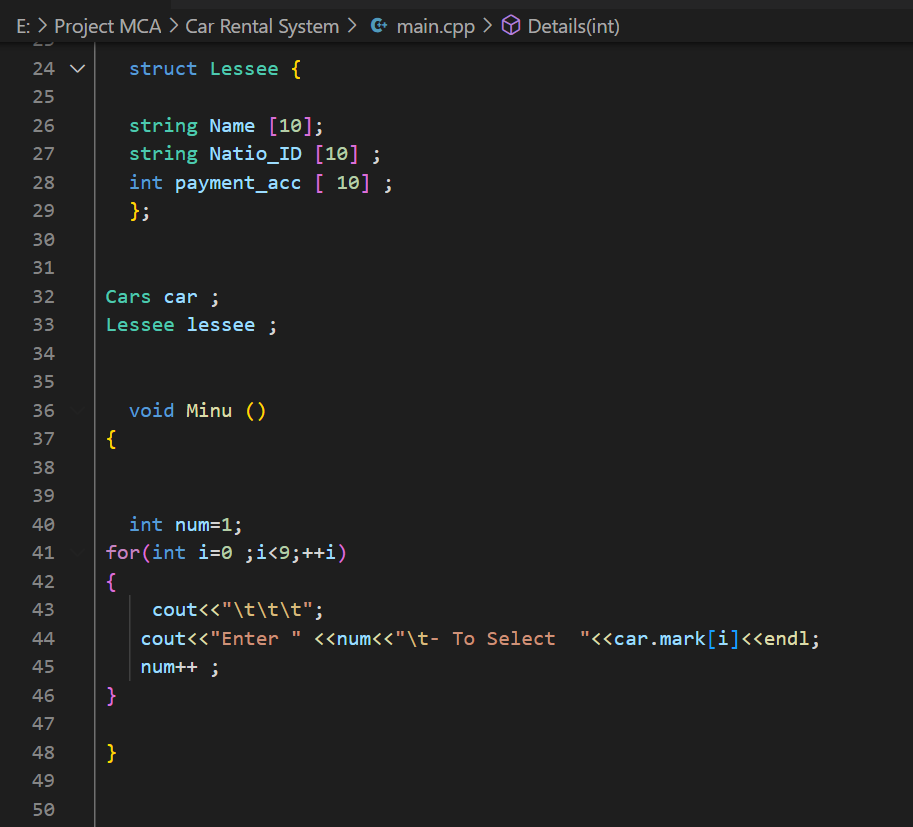 E: > Project MCA > Car Rental System > main.cpp > Details(int)
24 struct Lessee {
25
26 string Name [10];
27 string Natio_ID [10] ;
28 int payment_acc [ 10] ;
29 };
30
31
32 Cars car ;
33 Lessee lessee ;
34
35
36 void Minu ()
37 {
38
39
40 int num=1;
41 for(int i=0 ;i<9;++i)
42 {
43 cout<<"\t\t\t";
44 cout<<"Enter " <<num<<"\t- To Select  "<<car.mark[i]<<endl;
45 num++ ;
46 }
47
48 }
49
50